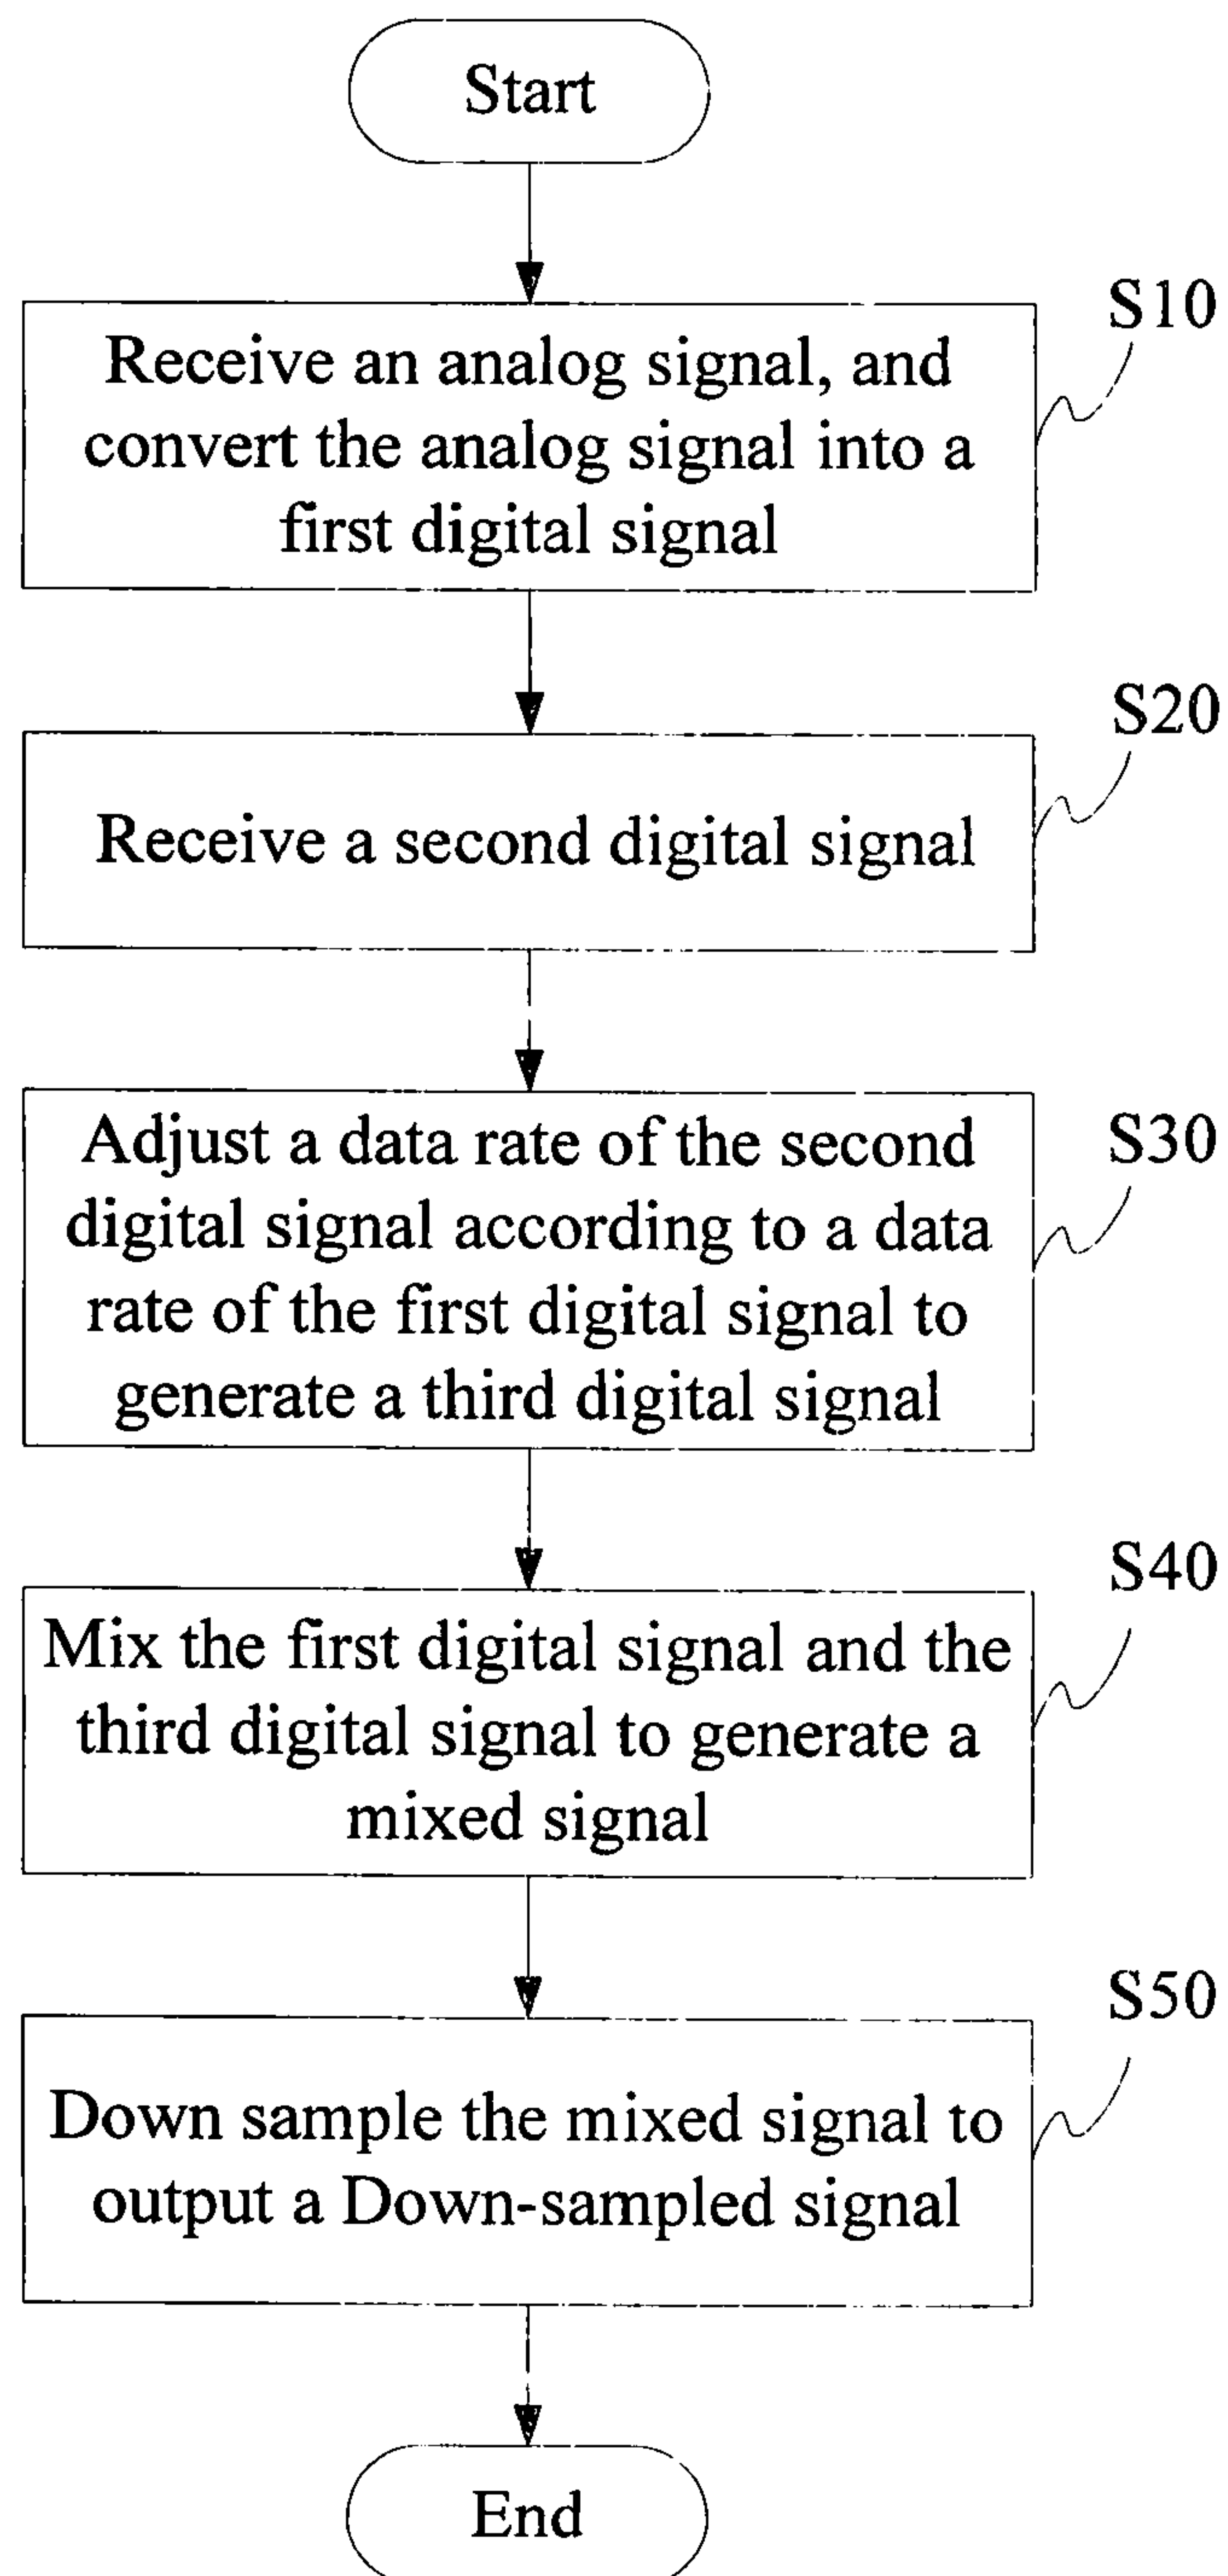 Start
S10
Receive an analog signal, and
convert the analog signal into a
first digital signal
S20
Receive a second digital signal
S30
Adjust a data rate of the second
digital signal according to a data
rate of the first digital signal to
generate a third digital signal
S40
Mix the first digital signal and the
third digital signal to generate a
mixed signal
S50
Down sample the mixed signal to
output a Down-sampled signal
End